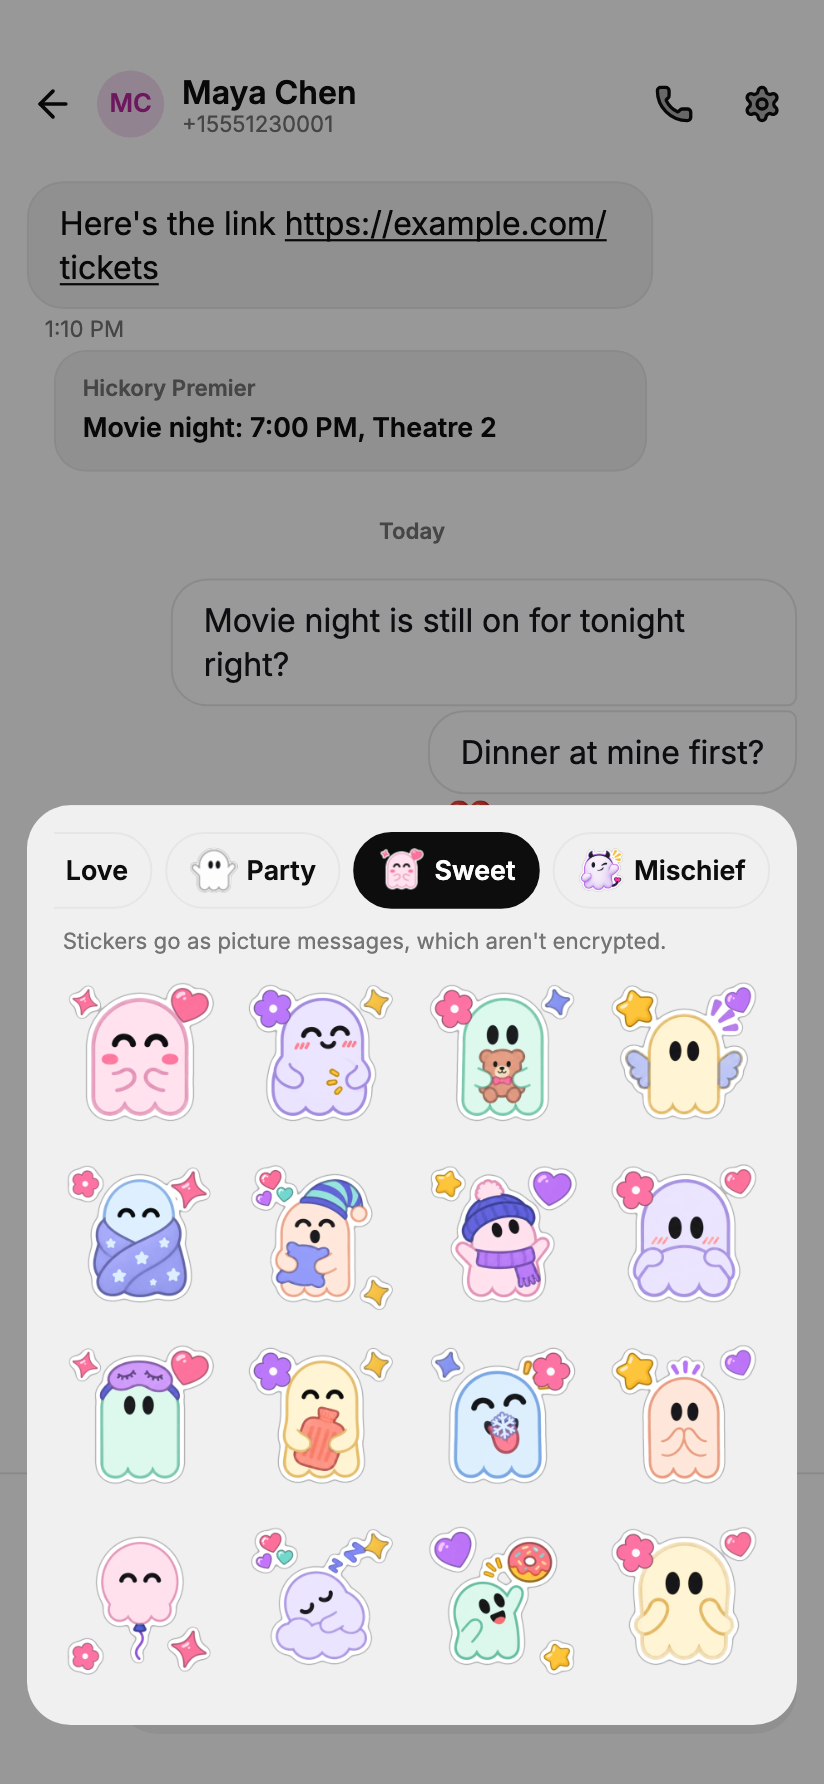 MC
Maya Chen
+15551230001
Here's the link https://example.com/
tickets
1:10 PM
Hickory Premier
Movie night: 7:00 PM, Theatre 2
Today
Movie night is still on for tonight
right?
Dinner at mine first?
Love
Party
Sweet
Mischief
Stickers go as picture messages, which aren't encrypted.